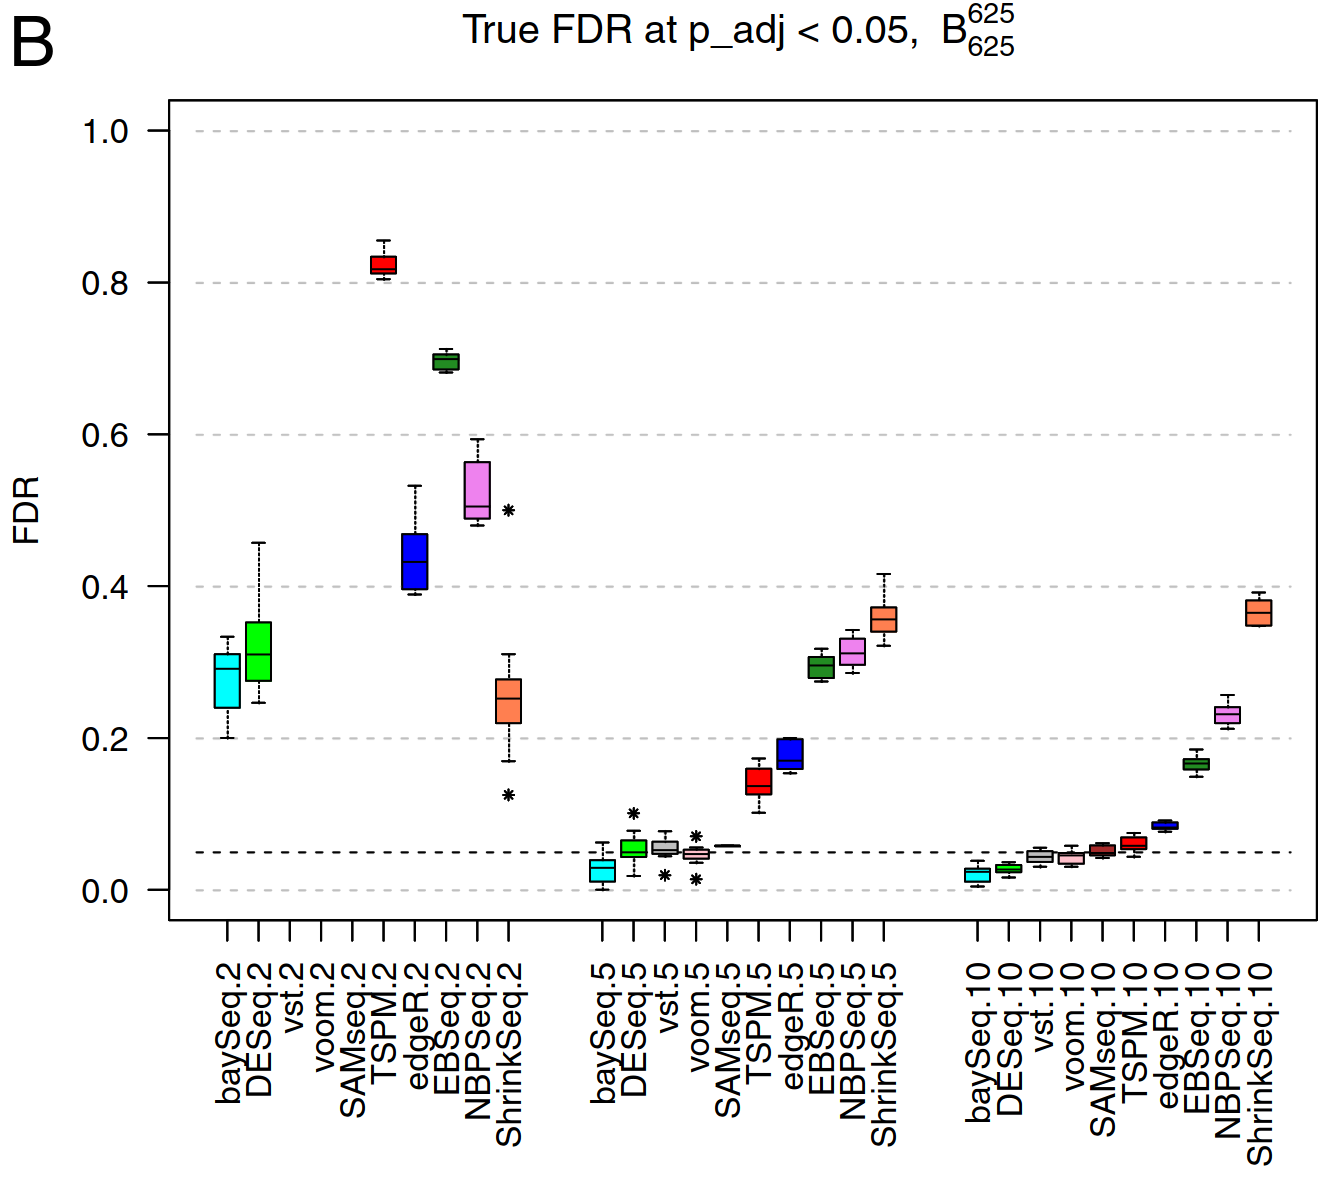 B
True FDR at p_adj < 0.05, B 625 625
1.0
0.8
0.6
0.4
0.2
0.0
FDR
baySeq.2
DESeq.2
vst.2
voom.2
SAMseq.2
TSPM.2
edgeR.2
EBSeq.2
NBPSeq.2
ShrinkSeq.2
baySeq.5
DESeq.5
vst.5
voom.5
SAMseq.5
TSPM.5
edgeR.5
EBSeq.5
NBPSeq.5
ShrinkSeq.5
baySeq.10
DESeq.10
vst.10
voom.10
SAMseq.10
TSPM.10
edgeR.10
EBSeq.10
NBPSeq.10
ShrinkSeq.10